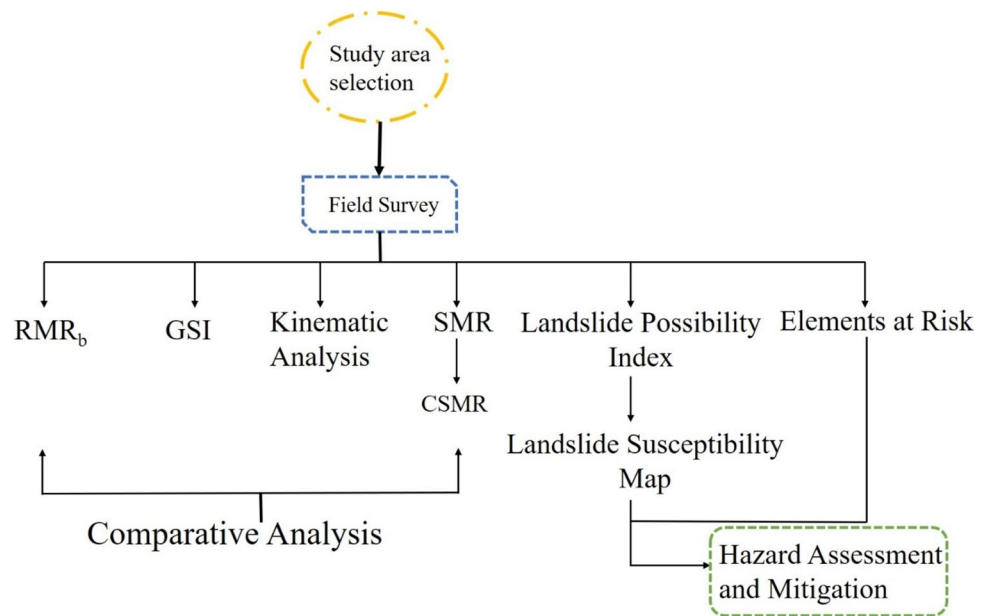 Study area
selection
Field Survey
RMRb
GSI
Kinematic
Analysis
SMR
CSMR
Landslide Possibility
Index
Landslide Susceptibility
Map
Elements at Risk
Comparative Analysis
Hazard Assessment
and Mitigation